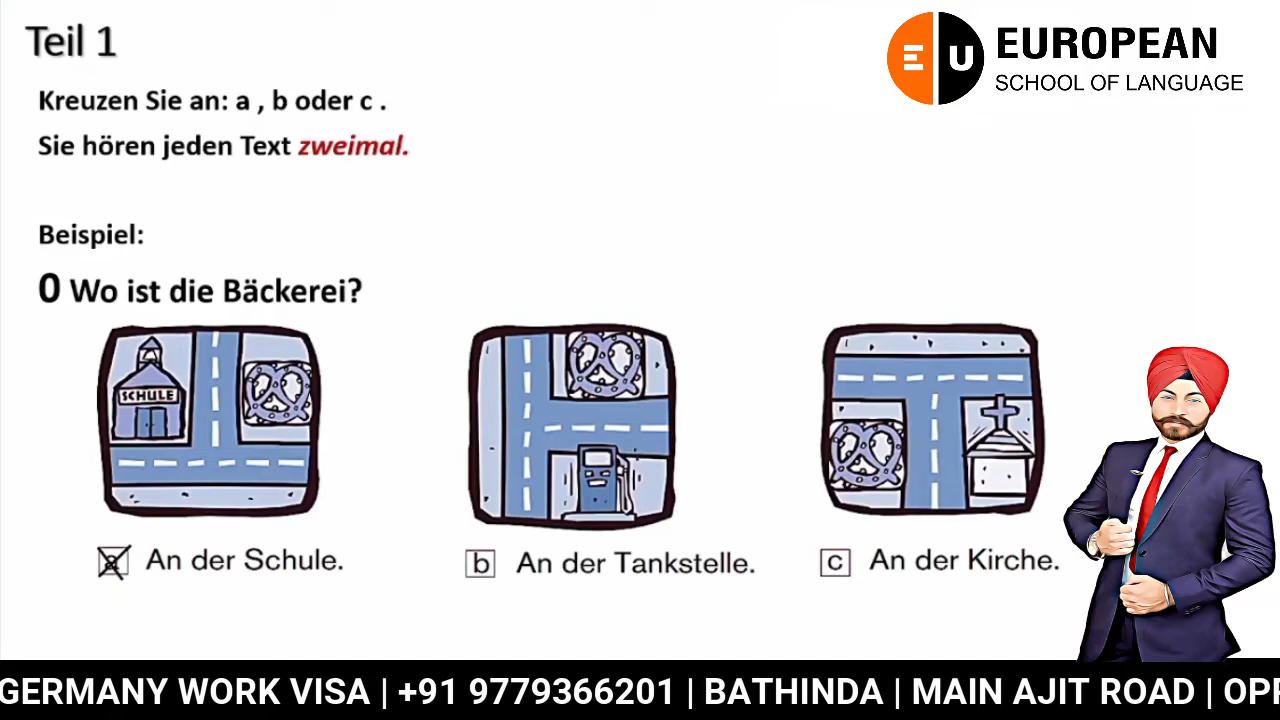 Teil 1
EU EUROPEAN
SCHOOL OF LANGUAGE
Kreuzen Sie an: a , b oder c .
Sie hören jeden Text zweimal.
Beispiel:
0 Wo ist die Bäckerei?
SCHULE
a An der Schule.
b An der Tankstelle.
c An der Kirche.
GERMANY WORK VISA | +91 9779366201 | BATHINDA | MAIN AJIT ROAD |